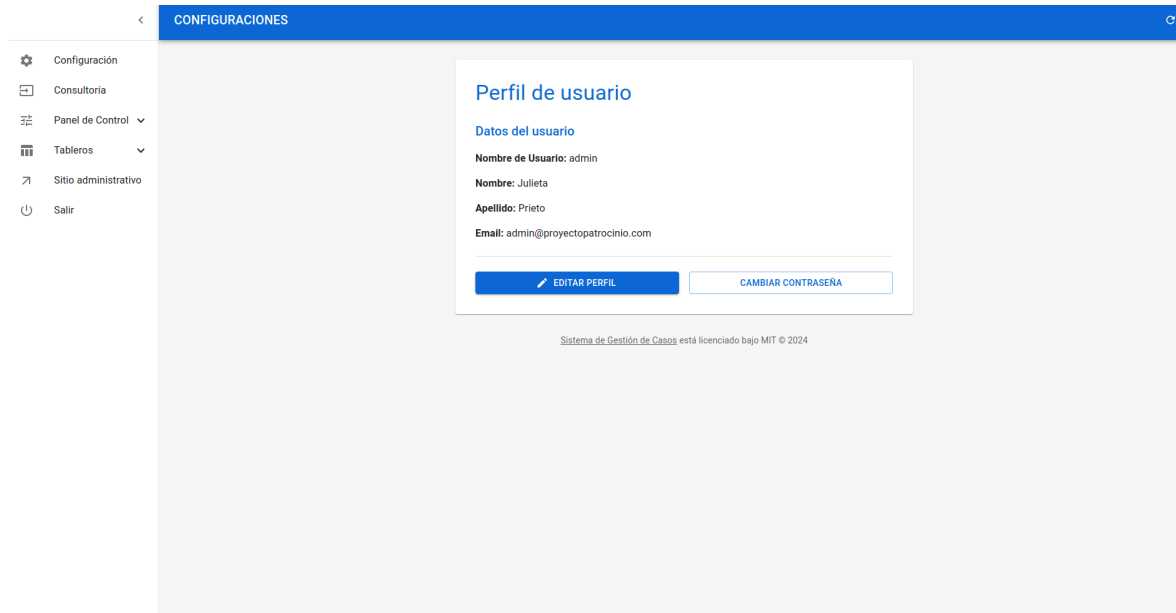 CONFIGURACIONES
Configuración
Consultoría
Panel de Control
Tableros
Sitio administrativo
Salir
Perfil de usuario
Datos del usuario
Nombre de Usuario: admin
Nombre: Julieta
Apellido: Prieto
Email: admin@proyectopatrocinio.com
EDITAR PERFIL
CAMBIAR CONTRASEÑA
Sistema de Gestión de Casos está licenciado bajo MIT © 2024